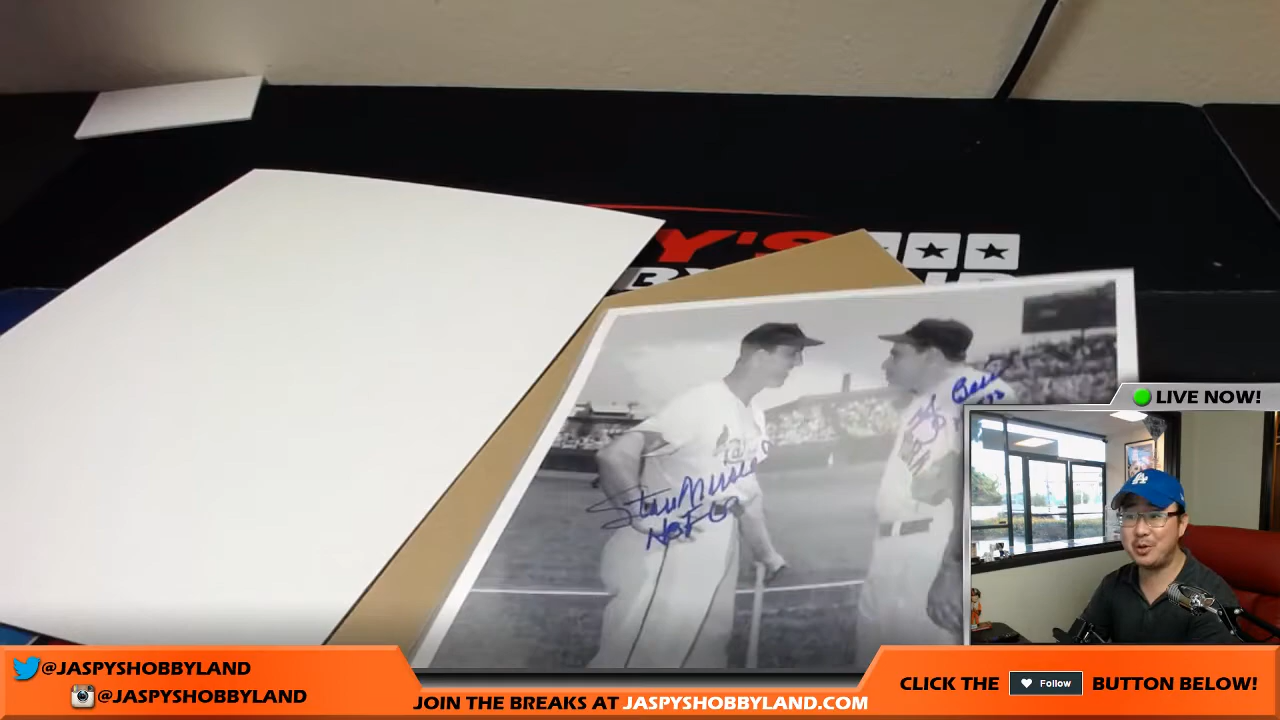 Y'S
LIVE NOW!
Stan Musial
HOF 69
LA
@JASPYSHOBBYLAND
@JASPYSHOBBYLAND
JOIN THE BREAKS AT JASPYSHOBBYLAND.COM
CLICK THE Follow BUTTON BELOW!